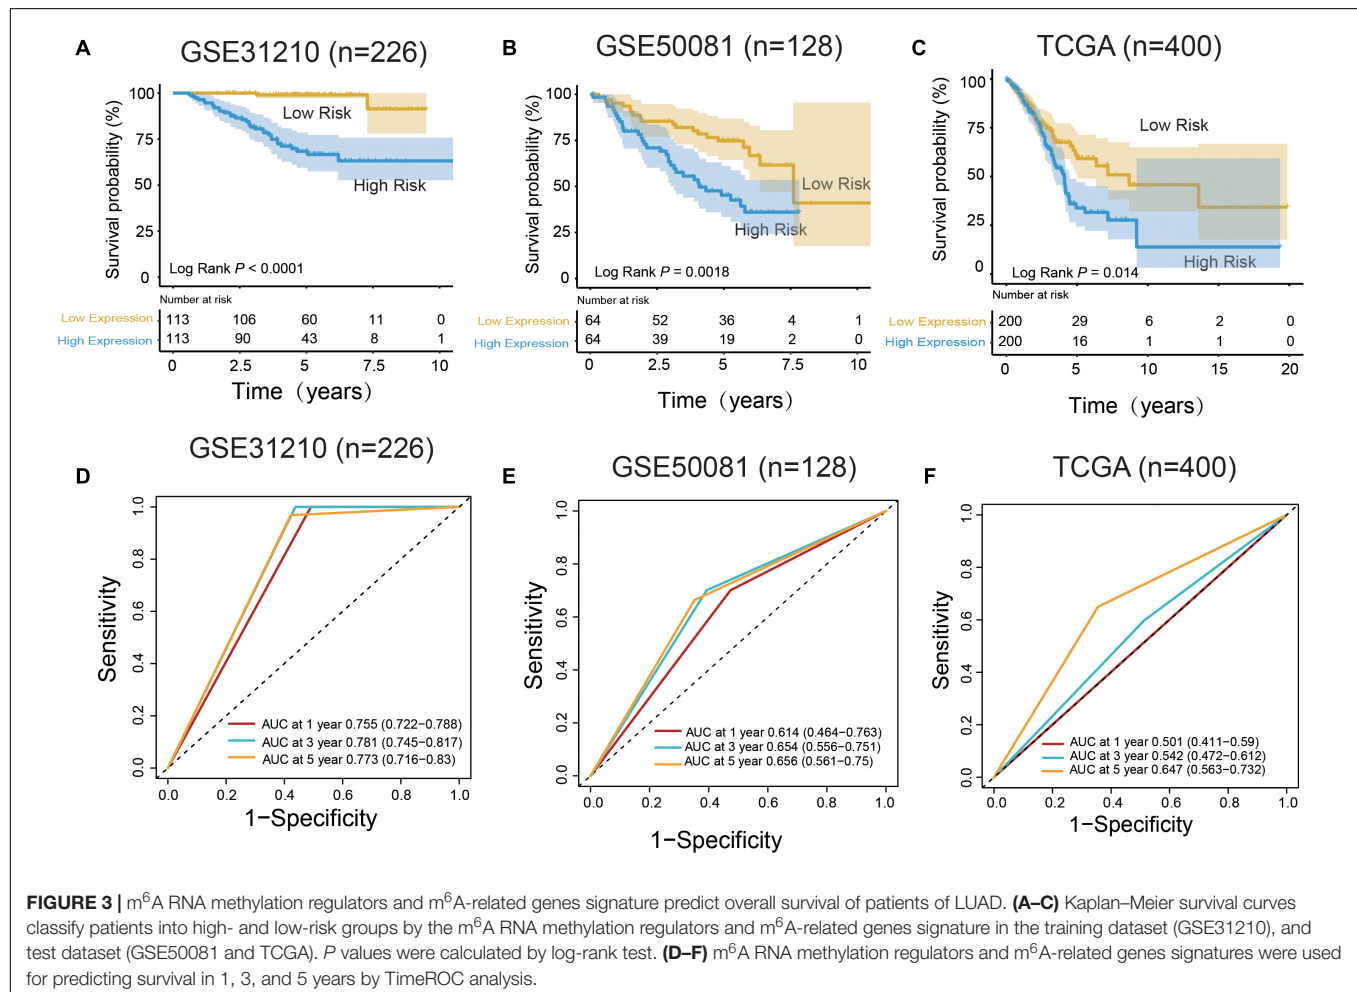 A
GSE31210 (n=226)
Survival probability (%)
100
75
50
25
0
Low Risk
High Risk
Log Rank P < 0.0001
Number at risk
Low Expression 113 106 60 11 0
High Expression 113 90 43 8 1
0 2.5 5 7.5 10
Time (years)
B
GSE50081 (n=128)
Survival probability (%)
100
75
50
25
0
Low Risk
High Risk
Log Rank P = 0.0018
Number at risk
Low Expression 64 52 36 4 1
High Expression 64 39 19 2 0
0 2.5 5 7.5 10
Time (years)
C
TCGA (n=400)
Survival probability (%)
100
75
50
25
0
Low Risk
High Risk
Log Rank P = 0.014
Number at risk
Low Expression 200 29 6 2 0
High Expression 200 16 1 1 0
0 5 10 15 20
Time (years)
D
GSE31210 (n=226)
Sensitivity
1.0
0.8
0.6
0.4
0.2
0.0
AUC at 1 year 0.755 (0.722−0.788)
AUC at 3 year 0.781 (0.745−0.817)
AUC at 5 year 0.773 (0.716−0.83)
0.0 0.2 0.4 0.6 0.8 1.0
1−Specificity
E
GSE50081 (n=128)
Sensitivity
1.0
0.8
0.6
0.4
0.2
0.0
AUC at 1 year 0.614 (0.464−0.763)
AUC at 3 year 0.654 (0.556−0.751)
AUC at 5 year 0.656 (0.561−0.75)
0.0 0.2 0.4 0.6 0.8 1.0
1−Specificity
F
TCGA (n=400)
Sensitivity
1.0
0.8
0.6
0.4
0.2
0.0
AUC at 1 year 0.501 (0.411−0.59)
AUC at 3 year 0.542 (0.472−0.612)
AUC at 5 year 0.647 (0.563−0.732)
0.0 0.2 0.4 0.6 0.8 1.0
1−Specificity
FIGURE 3 | m⁶A RNA methylation regulators and m⁶A-related genes signature predict overall survival of patients of LUAD. (A–C) Kaplan–Meier survival curves
classify patients into high- and low-risk groups by the m⁶A RNA methylation regulators and m⁶A-related genes signature in the training dataset (GSE31210), and
test dataset (GSE50081 and TCGA). P values were calculated by log-rank test. (D–F) m⁶A RNA methylation regulators and m⁶A-related genes signatures were used
for predicting survival in 1, 3, and 5 years by TimeROC analysis.